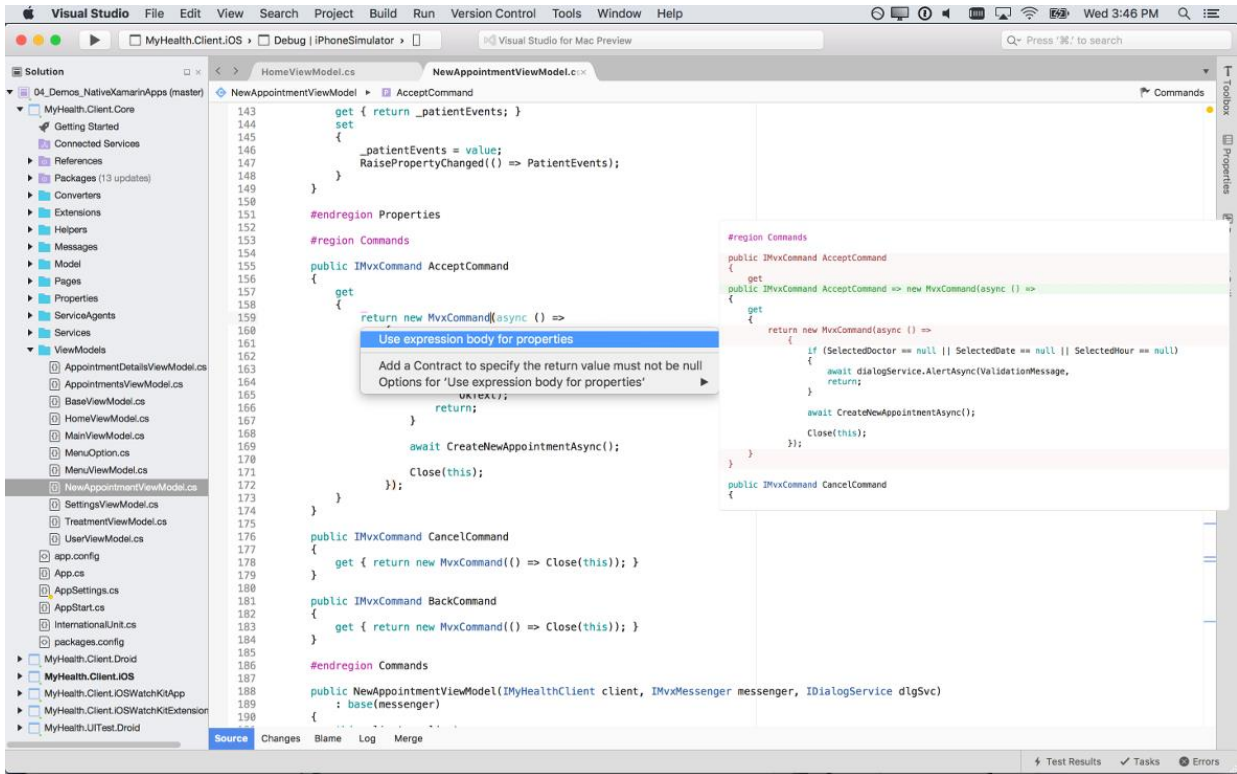 Visual Studio File Edit View Search Project Build Run Version Control Tools Window Help Wed 3:46 PM
MyHealth.Client.iOS › Debug | iPhoneSimulator › Visual Studio for Mac Preview Press '⌘.' to search
Solution
04_Demos_NativeXamarinApps (master)
MyHealth.Client.Core
Getting Started
Connected Services
References
Packages (13 updates)
Converters
Extensions
Helpers
Messages
Model
Pages
Properties
ServiceAgents
Services
ViewModels
AppointmentDetailsViewModel.cs
AppointmentsViewModel.cs
BaseViewModel.cs
HomeViewModel.cs
MainViewModel.cs
MenuOption.cs
MenuViewModel.cs
NewAppointmentViewModel.cs
SettingsViewModel.cs
TreatmentViewModel.cs
UserViewModel.cs
app.config
App.cs
AppSettings.cs
AppStart.cs
InternationalUnit.cs
packages.config
MyHealth.Client.Droid
MyHealth.Client.iOS
MyHealth.Client.iOSWatchKitApp
MyHealth.Client.iOSWatchKitExtension
MyHealth.UITest.Droid
HomeViewModel.cs NewAppointmentViewModel.cs
NewAppointmentViewModel ▸ AcceptCommand Commands
143 get { return _patientEvents; }
144 set
145 {
146 _patientEvents = value;
147 RaisePropertyChanged(() => PatientEvents);
148 }
149 }
150
151 #endregion Properties
152
153 #region Commands
154
155 public IMvxCommand AcceptCommand
156 {
157 get
158 {
159 return new MvxCommand(async () =>
160
161
162
163
164
165 OkText);
166 return;
167 }
168
169 await CreateNewAppointmentAsync();
170
171 Close(this);
172 });
173 }
174 }
175
176 public IMvxCommand CancelCommand
177 {
178 get { return new MvxCommand(() => Close(this)); }
179 }
180
181 public IMvxCommand BackCommand
182 {
183 get { return new MvxCommand(() => Close(this)); }
184 }
185
186 #endregion Commands
187
188 public NewAppointmentViewModel(IMyHealthClient client, IMvxMessenger messenger, IDialogService dlgSvc)
189 : base(messenger)
190 {
Use expression body for properties
Add a Contract to specify the return value must not be null
Options for 'Use expression body for properties'
#region Commands
public IMvxCommand AcceptCommand
{
get
public IMvxCommand AcceptCommand => new MvxCommand(async () =>
{
get
{
return new MvxCommand(async () =>
{
if (SelectedDoctor == null || SelectedDate == null || SelectedHour == null)
{
await dialogService.AlertAsync(ValidationMessage,
return;
}
await CreateNewAppointmentAsync();
Close(this);
});
}
}
public IMvxCommand CancelCommand
{
Toolbox
Properties
Source Changes Blame Log Merge
Test Results Tasks Errors